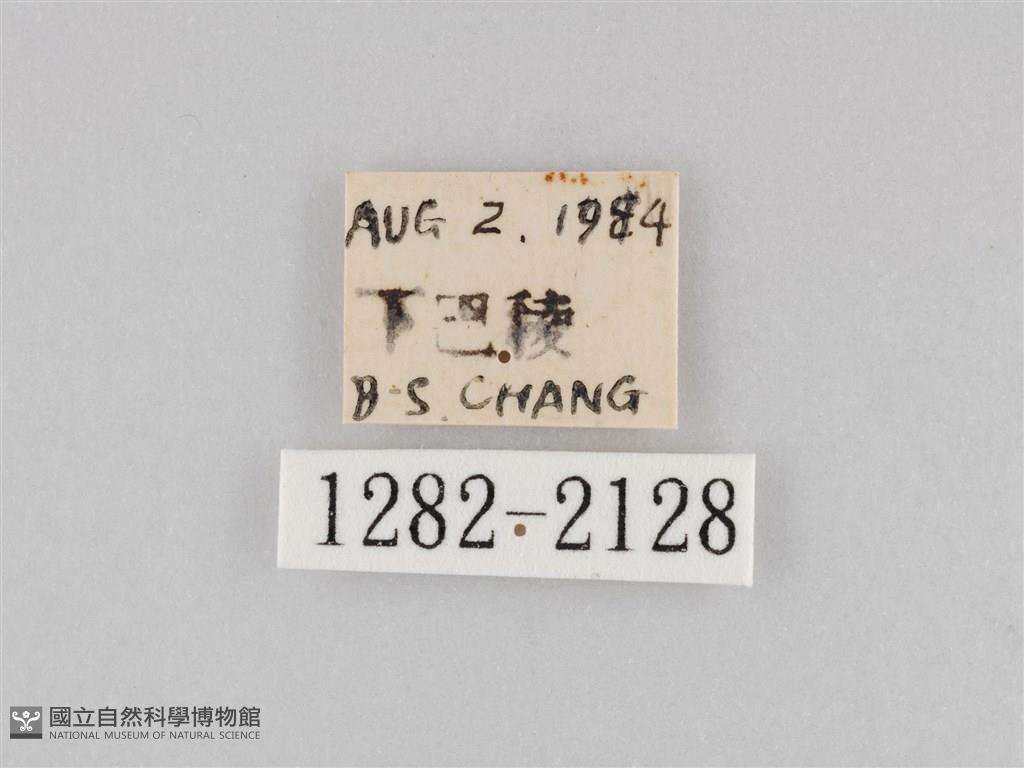 AUG 2. 1984
下巴陵
B-S. CHANG
1282-2128
國立自然科學博物館
NATIONAL MUSEUM OF NATURAL SCIENCE